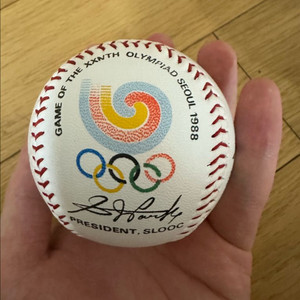 GAME OF THE XXIVTH OLYMPIAD SEOUL 1988
PRESIDENT. SLOOC